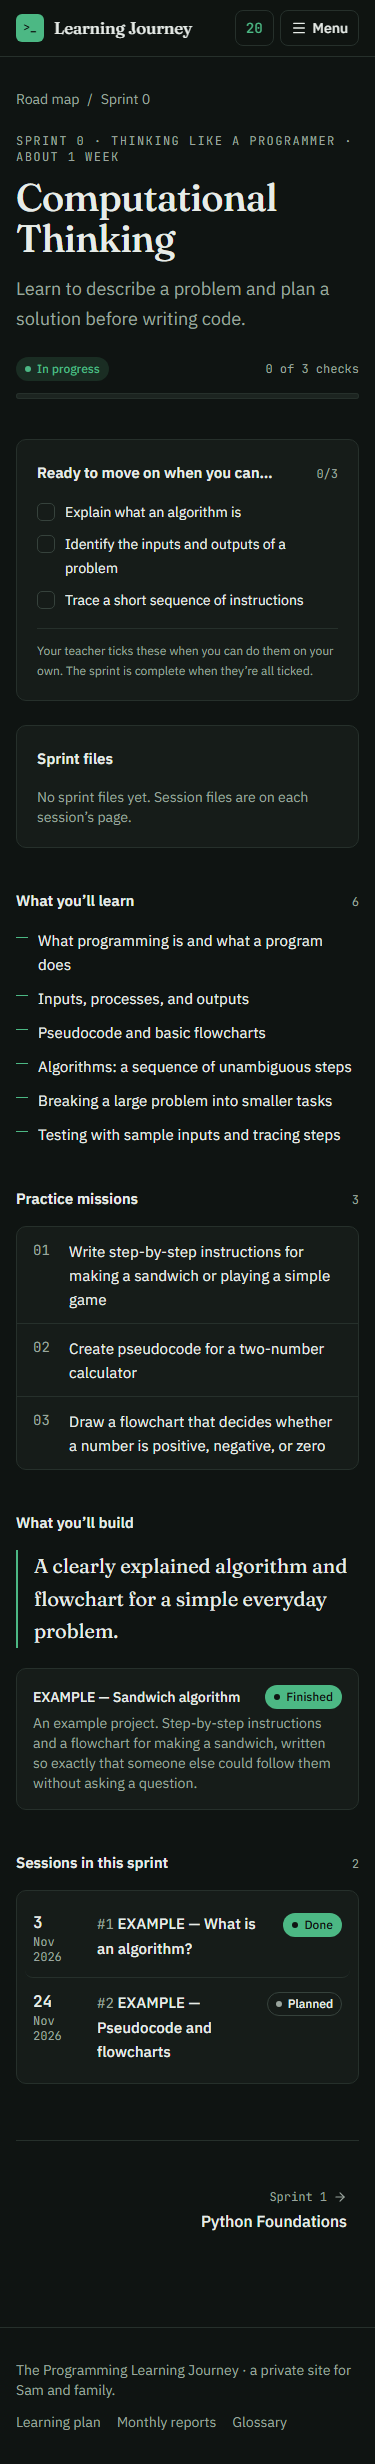 >_ Learning Journey 20 ☰ Menu
Road map / Sprint 0
SPRINT 0 · THINKING LIKE A PROGRAMMER ·
ABOUT 1 WEEK
Computational
Thinking
Learn to describe a problem and plan a
solution before writing code.
In progress 0 of 3 checks
Ready to move on when you can... 0/3
Explain what an algorithm is
Identify the inputs and outputs of a
problem
Trace a short sequence of instructions
Your teacher ticks these when you can do them on your
own. The sprint is complete when they’re all ticked.
Sprint files
No sprint files yet. Session files are on each
session’s page.
What you’ll learn 6
— What programming is and what a program
does
— Inputs, processes, and outputs
— Pseudocode and basic flowcharts
— Algorithms: a sequence of unambiguous steps
— Breaking a large problem into smaller tasks
— Testing with sample inputs and tracing steps
Practice missions 3
01 Write step-by-step instructions for
making a sandwich or playing a simple
game
02 Create pseudocode for a two-number
calculator
03 Draw a flowchart that decides whether
a number is positive, negative, or zero
What you’ll build
A clearly explained algorithm and
flowchart for a simple everyday
problem.
EXAMPLE — Sandwich algorithm Finished
An example project. Step-by-step instructions
and a flowchart for making a sandwich, written
so exactly that someone else could follow them
without asking a question.
Sessions in this sprint 2
3 Nov 2026 #1 EXAMPLE — What is Done
an algorithm?
24 Nov 2026 #2 EXAMPLE — Planned
Pseudocode and
flowcharts
Sprint 1 →
Python Foundations
The Programming Learning Journey · a private site for
Sam and family.
Learning plan Monthly reports Glossary